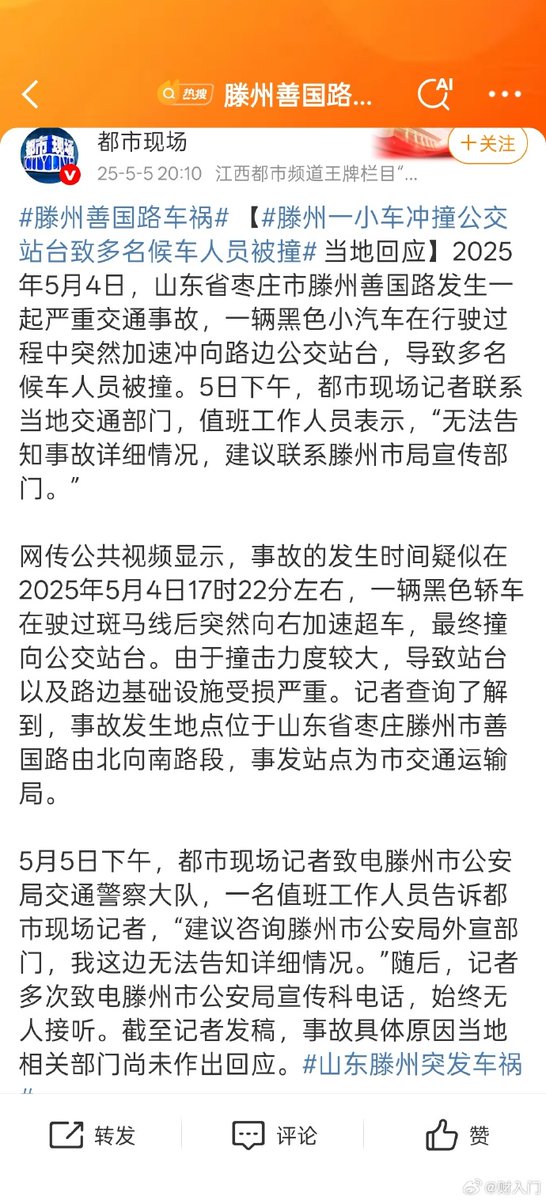 热搜 滕州善国路... AI
都市现场
25-5-5 20:10 江西都市频道王牌栏目“...
+关注
#滕州善国路车祸# 【#滕州一小车冲撞公交
站台致多名候车人员被撞# 当地回应】2025
年5月4日，山东省枣庄市滕州善国路发生一
起严重交通事故，一辆黑色小汽车在行驶过
程中突然加速冲向路边公交站台，导致多名
候车人员被撞。5日下午，都市现场记者联系
当地交通部门，值班工作人员表示，“无法告
知事故详细情况，建议联系滕州市局宣传部
门。”
网传公共视频显示，事故的发生时间疑似在
2025年5月4日17时22分左右，一辆黑色轿车
在驶过斑马线后突然向右加速超车，最终撞
向公交站台。由于撞击力度较大，导致站台
以及路边基础设施受损严重。记者查询了解
到，事故发生地点位于山东省枣庄滕州市善
国路由北向南路段，事发站点为市交通运输
局。
5月5日下午，都市现场记者致电滕州市公安
局交通警察大队，一名值班工作人员告诉都
市现场记者，“建议咨询滕州市公安局外宣部
门，我这边无法告知详细情况。”随后，记者
多次致电滕州市公安局宣传科电话，始终无
人接听。截至记者发稿，事故具体原因当地
相关部门尚未作出回应。#山东滕州突发车祸
#
转发 评论 赞
@赌入门